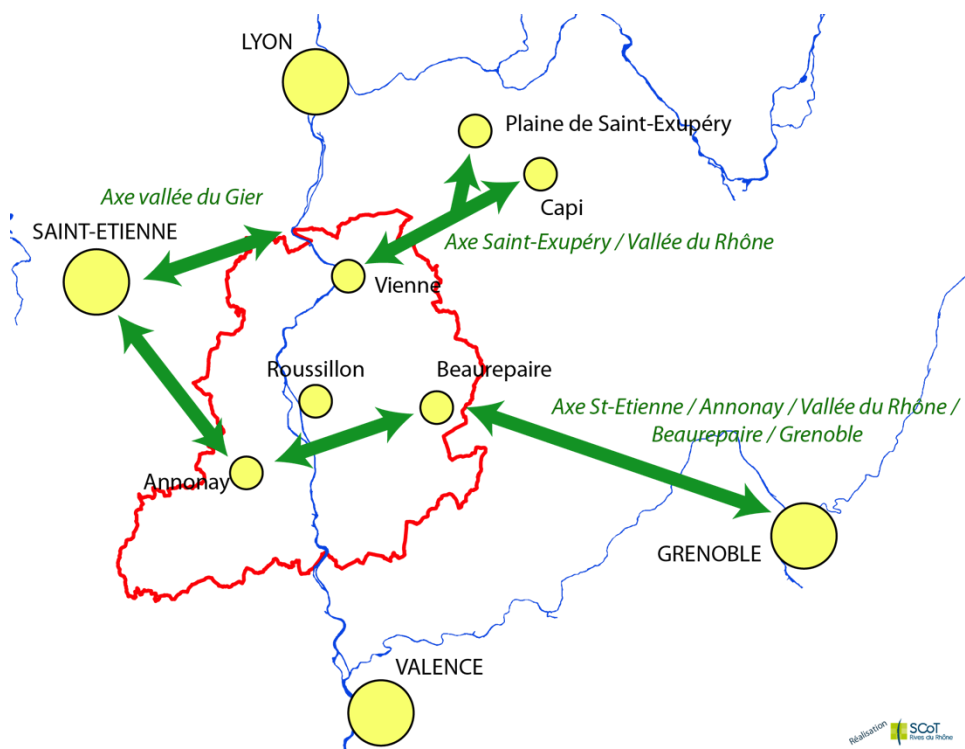 LYON
Plaine de Saint-Exupéry
Capi
Axe vallée du Gier
SAINT-ETIENNE
Axe Saint-Exupéry / Vallée du Rhône
Vienne
Roussillon
Beaurepaire
Axe St-Etienne / Annonay / Vallée du Rhône /
Beaurepaire / Grenoble
Annonay
GRENOBLE
VALENCE
Réalisation
SCoT
Rives du Rhône